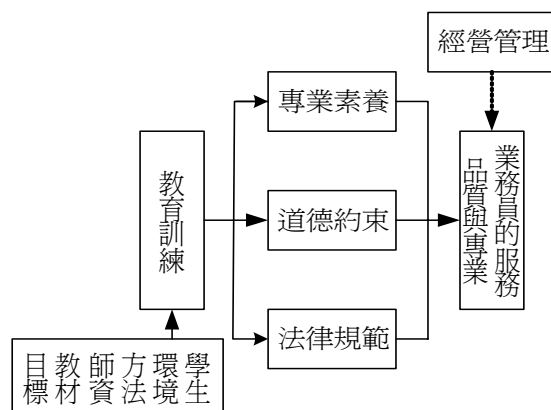 經營管理
專業素養
教育訓練
道德約束
業務員的服務
品質與專業
法律規範
目標
教材
師資
方法
環境
學生